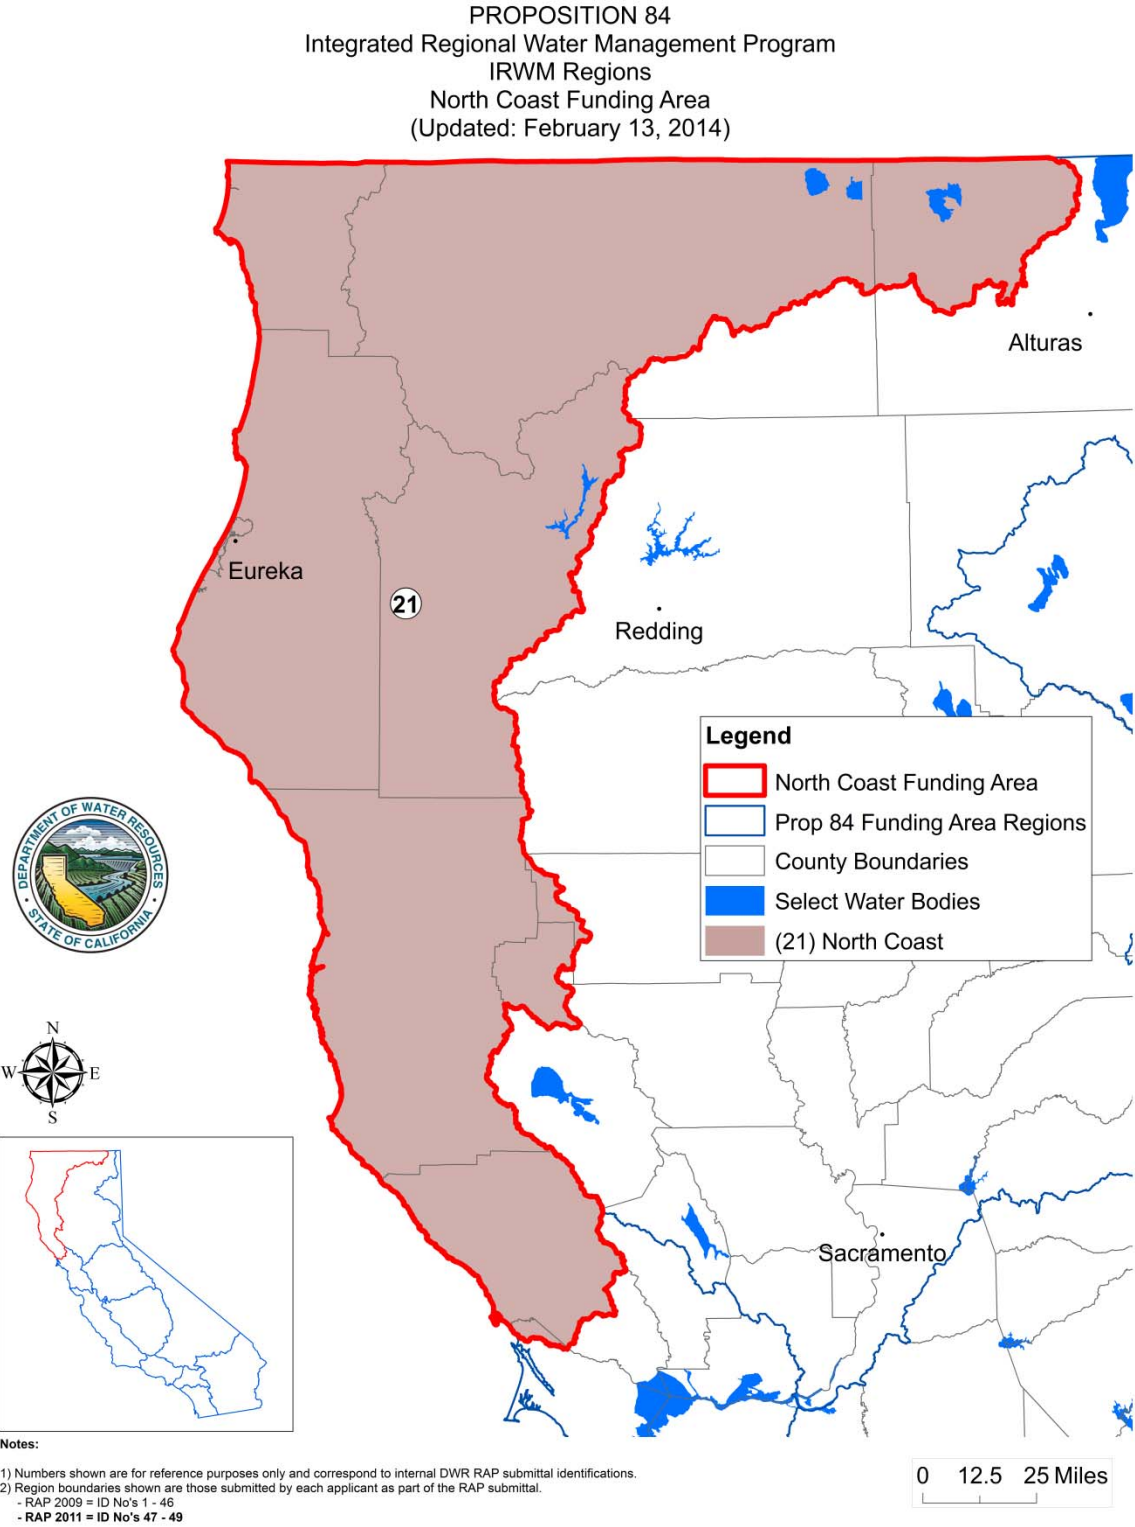 PROPOSITION 84
Integrated Regional Water Management Program
IRWM Regions
North Coast Funding Area
(Updated: February 13, 2014)
Alturas
Eureka
21
Redding
Legend
North Coast Funding Area
Prop 84 Funding Area Regions
County Boundaries
Select Water Bodies
(21) North Coast
DEPARTMENT OF WATER RESOURCES
STATE OF CALIFORNIA
N
W E
S
Sacramento
Notes:
1) Numbers shown are for reference purposes only and correspond to internal DWR RAP submittal identifications.
2) Region boundaries shown are those submitted by each applicant as part of the RAP submittal.
- RAP 2009 = ID No's 1 - 46
- RAP 2011 = ID No's 47 - 49
0 12.5 25 Miles